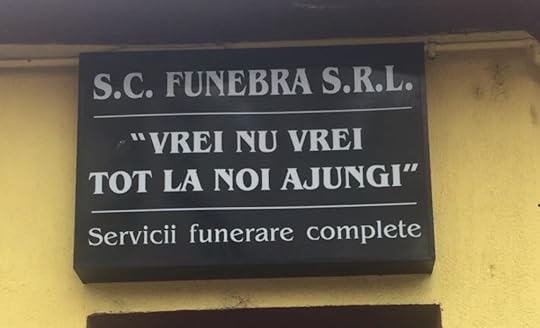 S.C. FUNEBRA S.R.L.
“VREI NU VREI
TOT LA NOI AJUNGI”
Servicii funerare complete